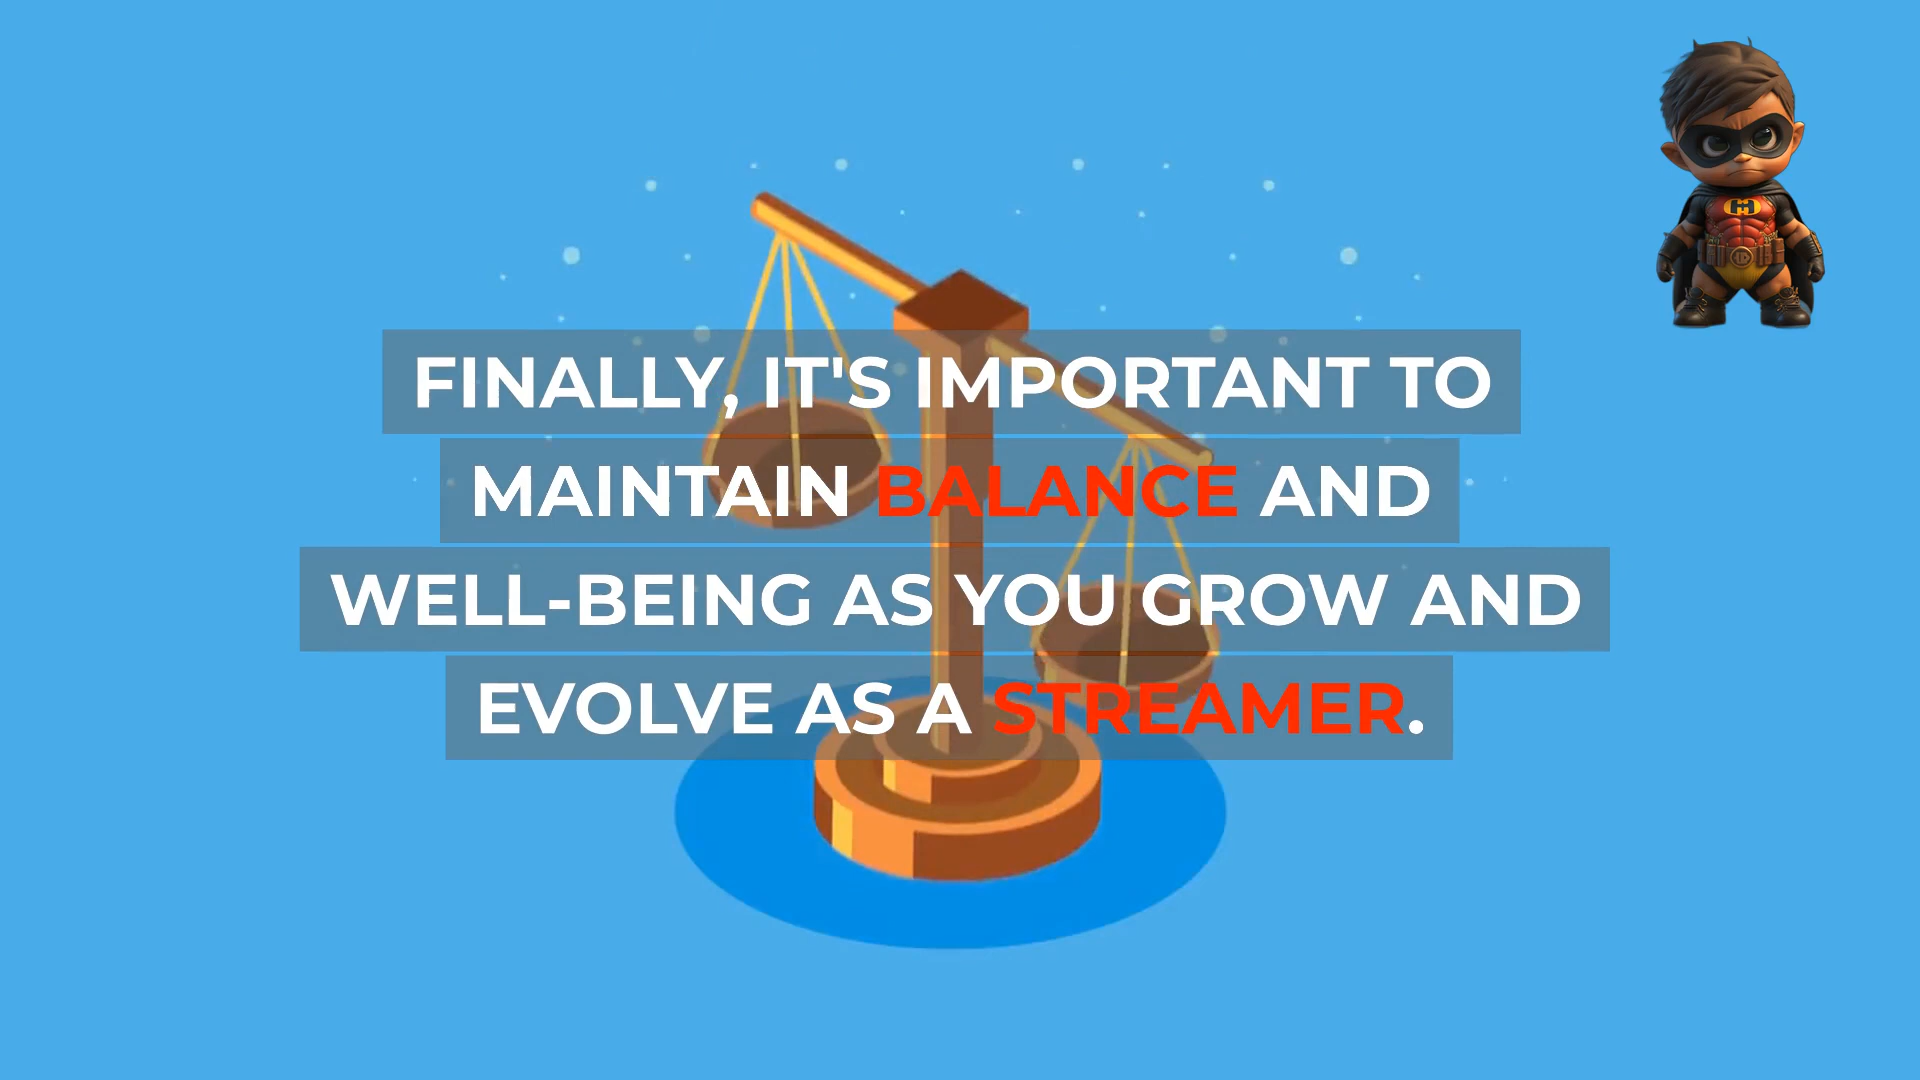 FINALLY, IT'S IMPORTANT TO
MAINTAIN BALANCE AND
WELL-BEING AS YOU GROW AND
EVOLVE AS A STREAMER.